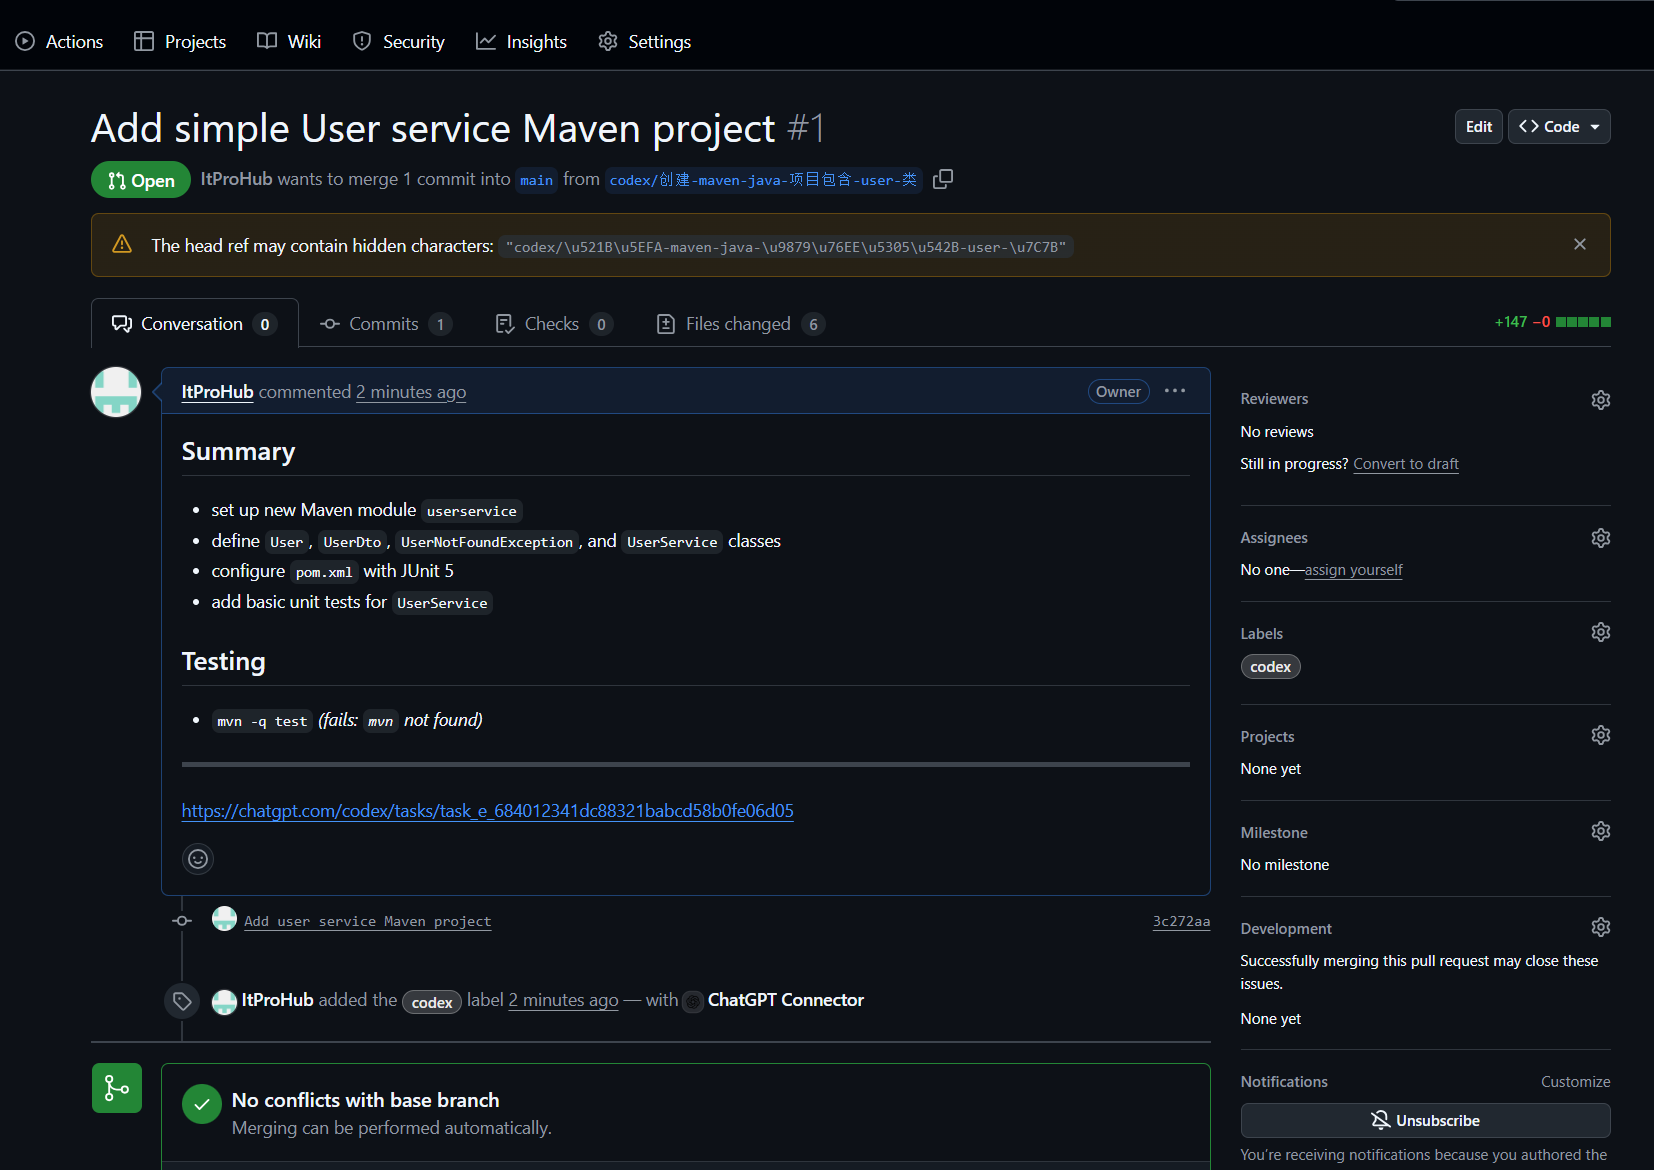 Actions Projects Wiki Security Insights Settings
Add simple User service Maven project #1
Edit
Code
Open
ItProHub wants to merge 1 commit into main from codex/创建-maven-java-项目包含-user-类
The head ref may contain hidden characters: "codex/\u521B\u5EFA-maven-java-\u9879\u76EE\u5305\u542B-user-\u7C7B"
Conversation 0
Commits 1
Checks 0
Files changed 6
+147 −0
ItProHub commented 2 minutes ago
Owner
Summary
set up new Maven module userservice
define User, UserDto, UserNotFoundException, and UserService classes
configure pom.xml with JUnit 5
add basic unit tests for UserService
Testing
mvn -q test (fails: mvn not found)
https://chatgpt.com/codex/tasks/task_e_684012341dc88321babcd58b0fe06d05
Add user service Maven project
3c272aa
ItProHub added the codex label 2 minutes ago — with ChatGPT Connector
No conflicts with base branch
Merging can be performed automatically.
Reviewers
No reviews
Still in progress? Convert to draft
Assignees
No one—assign yourself
Labels
codex
Projects
None yet
Milestone
No milestone
Development
Successfully merging this pull request may close these
issues.
None yet
Notifications
Customize
Unsubscribe
You're receiving notifications because you authored the